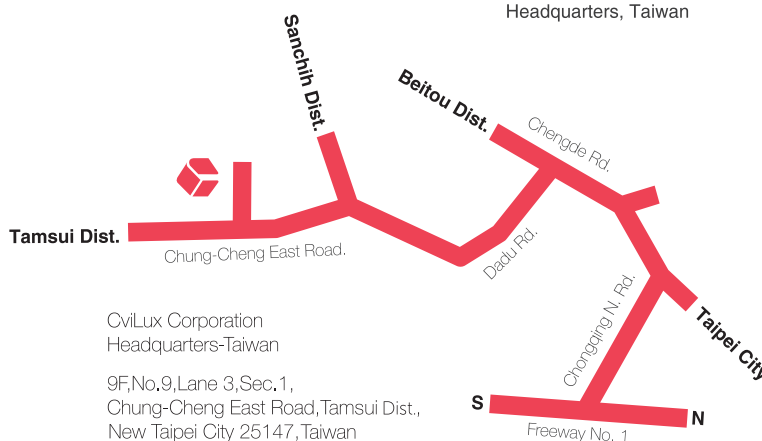 Headquarters, Taiwan
Sanchih Dist.
Beitou Dist.
Chengde Rd.
Tamsui Dist.
Chung-Cheng East Road.
Dadu Rd.
Chongqing N. Rd.
Taipei City
CviLux Corporation
Headquarters-Taiwan
9F,No.9,Lane 3,Sec.1,
Chung-Cheng East Road,Tamsui Dist.,
New Taipei City 25147,Taiwan
S
N
Freeway No. 1